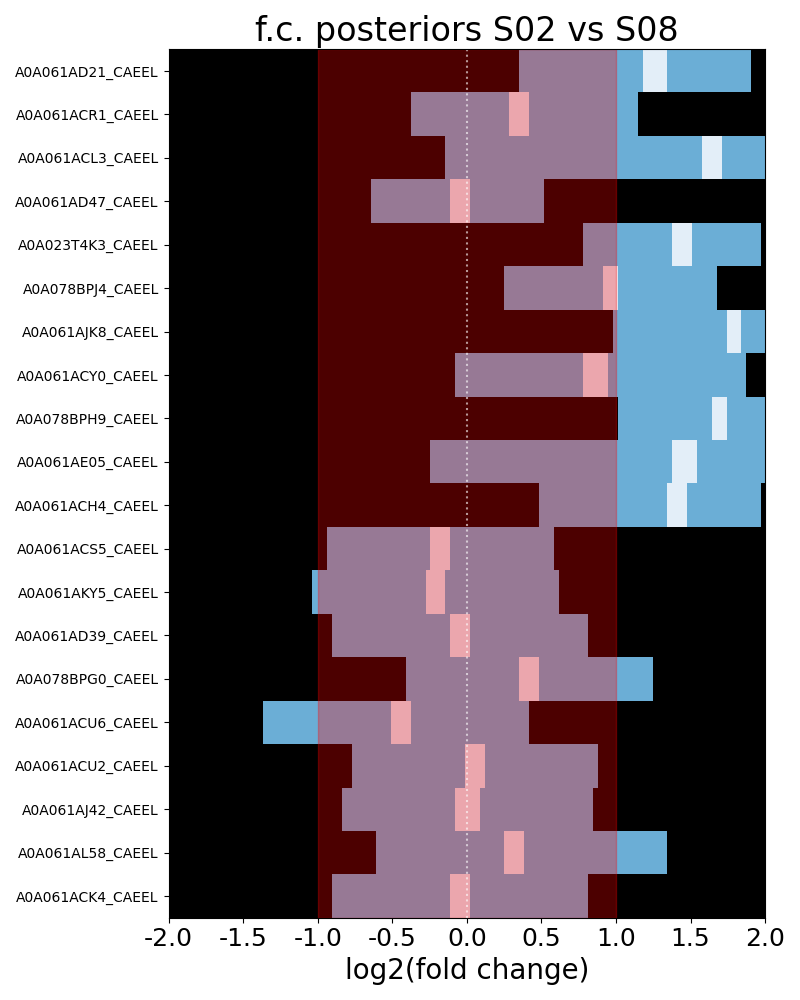 f.c. posteriors S02 vs S08
A0A061AD21_CAEEL
A0A061ACR1_CAEEL
A0A061ACL3_CAEEL
A0A061AD47_CAEEL
A0A023T4K3_CAEEL
A0A078BPJ4_CAEEL
A0A061AJK8_CAEEL
A0A061ACY0_CAEEL
A0A078BPH9_CAEEL
A0A061AE05_CAEEL
A0A061ACH4_CAEEL
A0A061ACS5_CAEEL
A0A061AKY5_CAEEL
A0A061AD39_CAEEL
A0A078BPG0_CAEEL
A0A061ACU6_CAEEL
A0A061ACU2_CAEEL
A0A061AJ42_CAEEL
A0A061AL58_CAEEL
A0A061ACK4_CAEEL
-2.0 -1.5 -1.0 -0.5 0.0 0.5 1.0 1.5 2.0
log2(fold change)